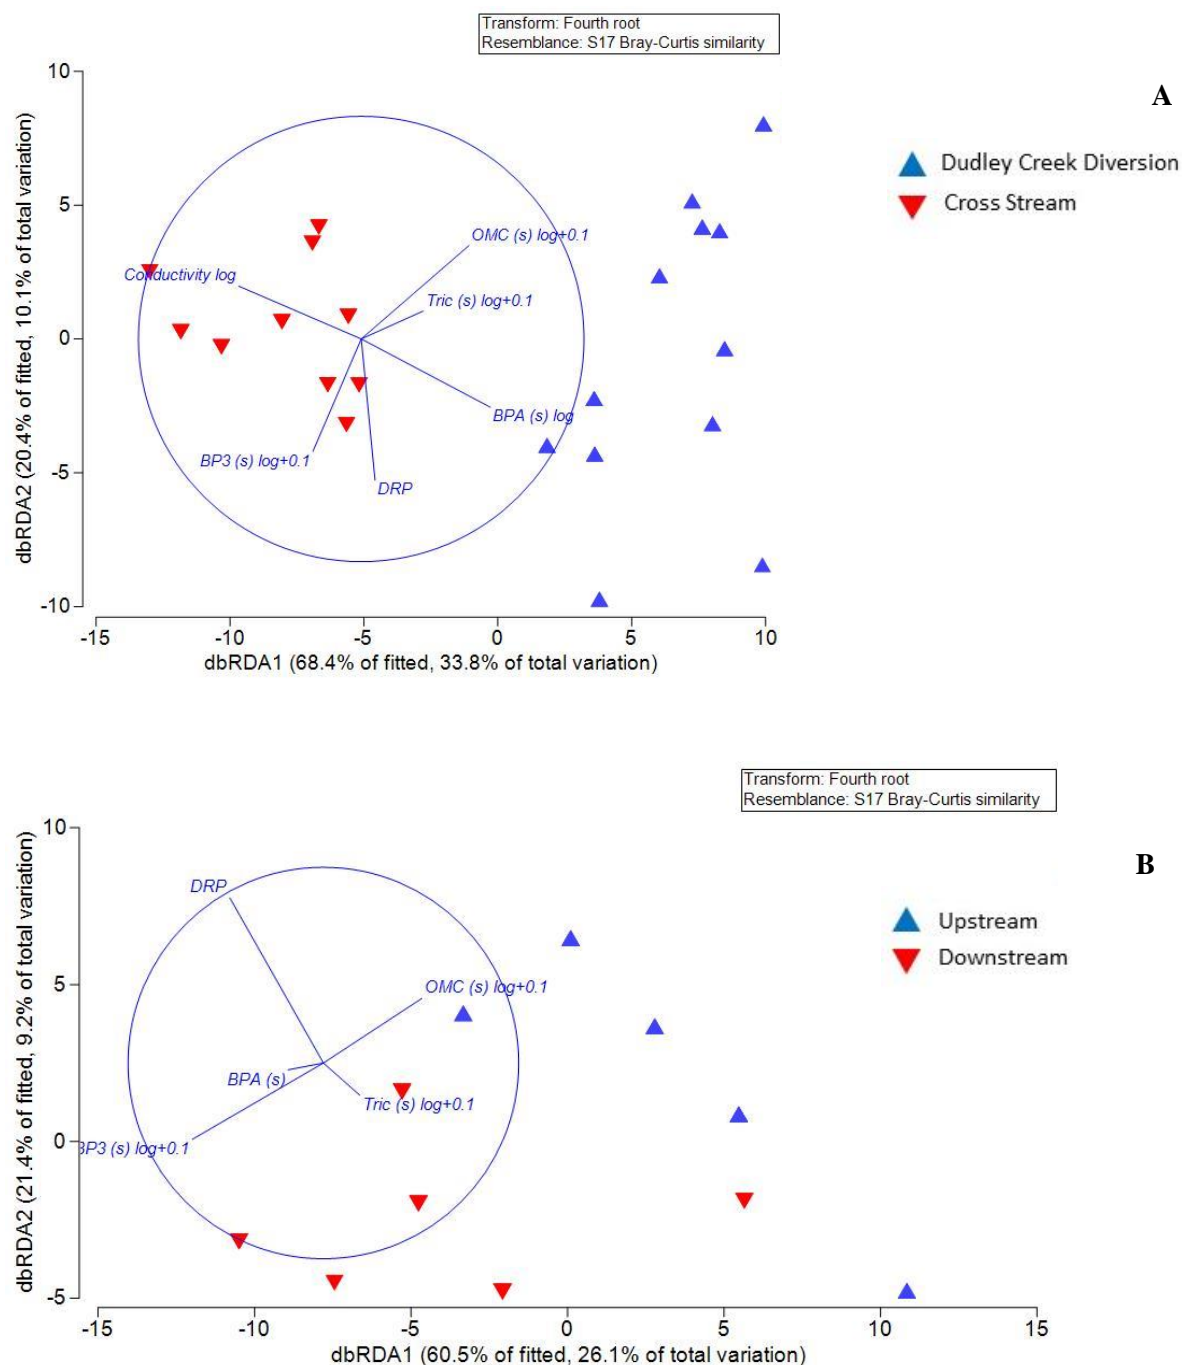 Transform: Fourth root
Resemblance: S17 Bray-Curtis similarity
A
Dudley Creek Diversion
Cross Stream
dbRDA2 (20.4% of fitted, 10.1% of total variation)
10
5
0
-5
-10
OMC (s) log+0.1
Conductivity log
Tric (s) log+0.1
BPA (s) log
BP3 (s) log+0.1
DRP
-15
-10
-5
0
5
10
dbRDA1 (68.4% of fitted, 33.8% of total variation)
Transform: Fourth root
Resemblance: S17 Bray-Curtis similarity
B
Upstream
Downstream
dbRDA2 (21.4% of fitted, 9.2% of total variation)
10
5
0
-5
DRP
OMC (s) log+0.1
BPA (s)
Tric (s) log+0.1
BP3 (s) log+0.1
-15
-10
-5
0
5
10
15
dbRDA1 (60.5% of fitted, 26.1% of total variation)